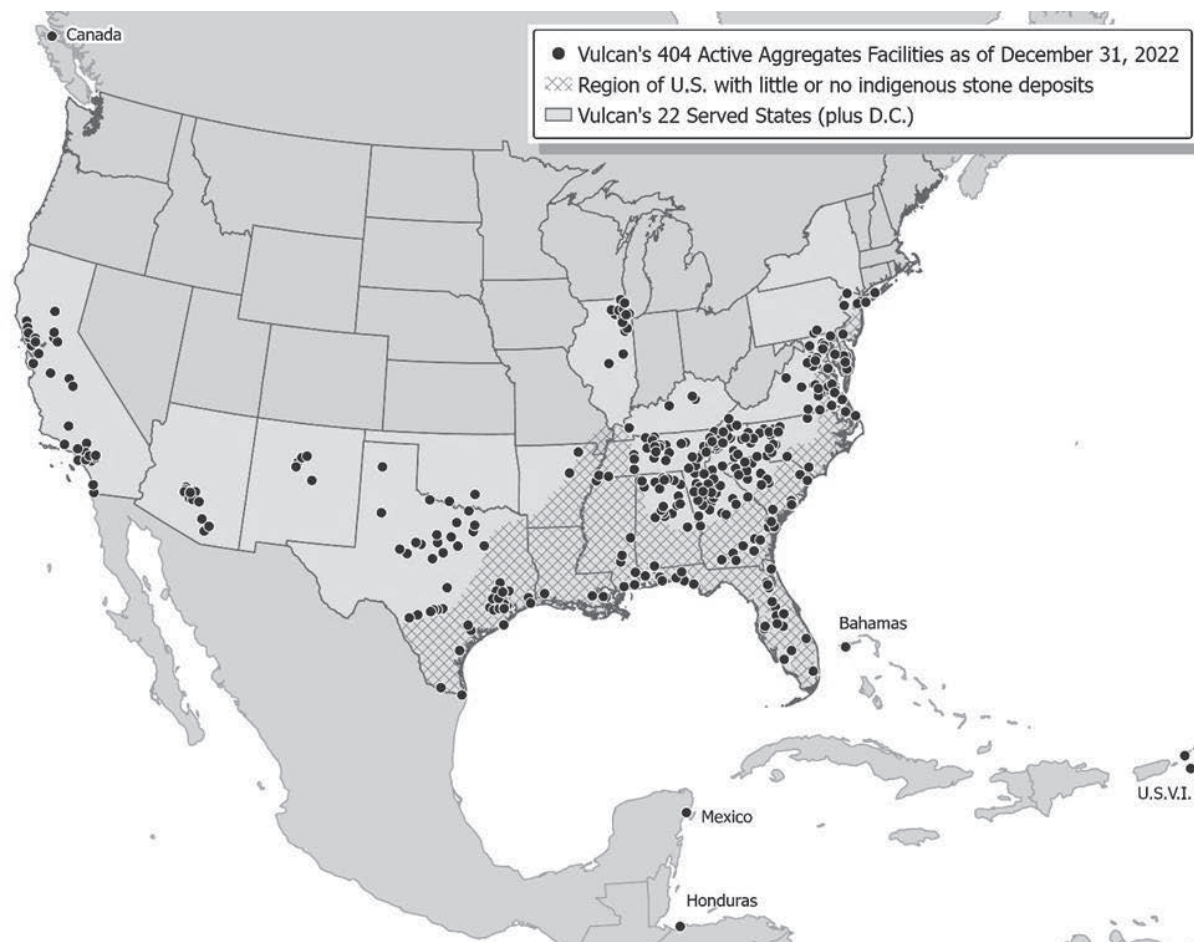 Canada
Vulcan's 404 Active Aggregates Facilities as of December 31, 2022
Region of U.S. with little or no indigenous stone deposits
Vulcan's 22 Served States (plus D.C.)
Bahamas
U.S.V.I.
Mexico
Honduras